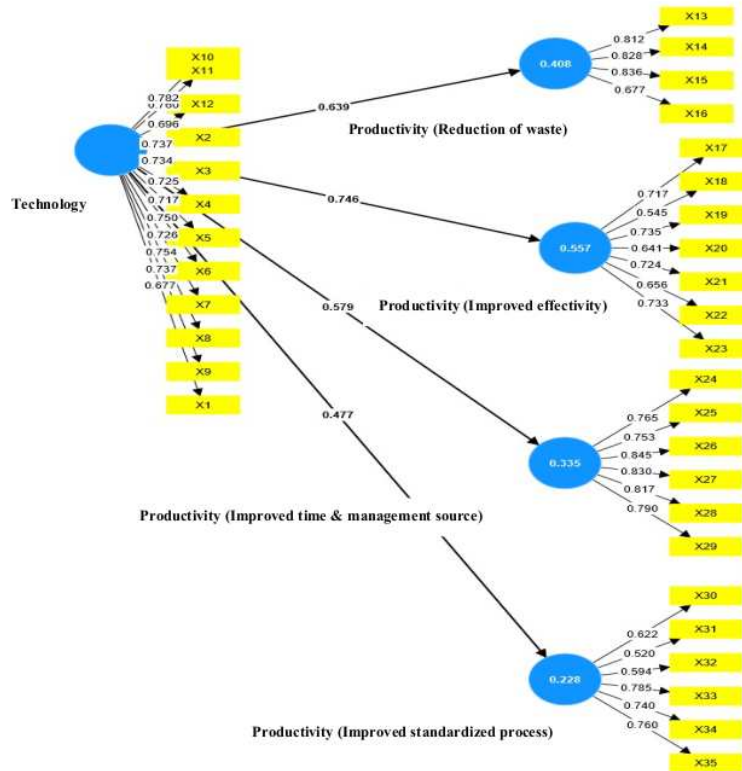 X10
X11
X12
X2
X3
X4
X5
X6
X7
X8
X9
X1
0.782
0.760
0.696
0.737
0.734
0.725
0.717
0.750
0.726
0.754
0.737
0.677
Technology
0.639
0.746
0.579
0.477
0.408
Productivity (Reduction of waste)
0.812
0.828
0.836
0.677
X13
X14
X15
X16
0.557
Productivity (Improved effectivity)
0.717
0.545
0.735
0.641
0.724
0.656
0.733
X17
X18
X19
X20
X21
X22
X23
0.335
Productivity (Improved time & management source)
0.765
0.753
0.845
0.830
0.817
0.790
X24
X25
X26
X27
X28
X29
0.228
Productivity (Improved standardized process)
0.622
0.520
0.594
0.785
0.740
0.760
X30
X31
X32
X33
X34
X35